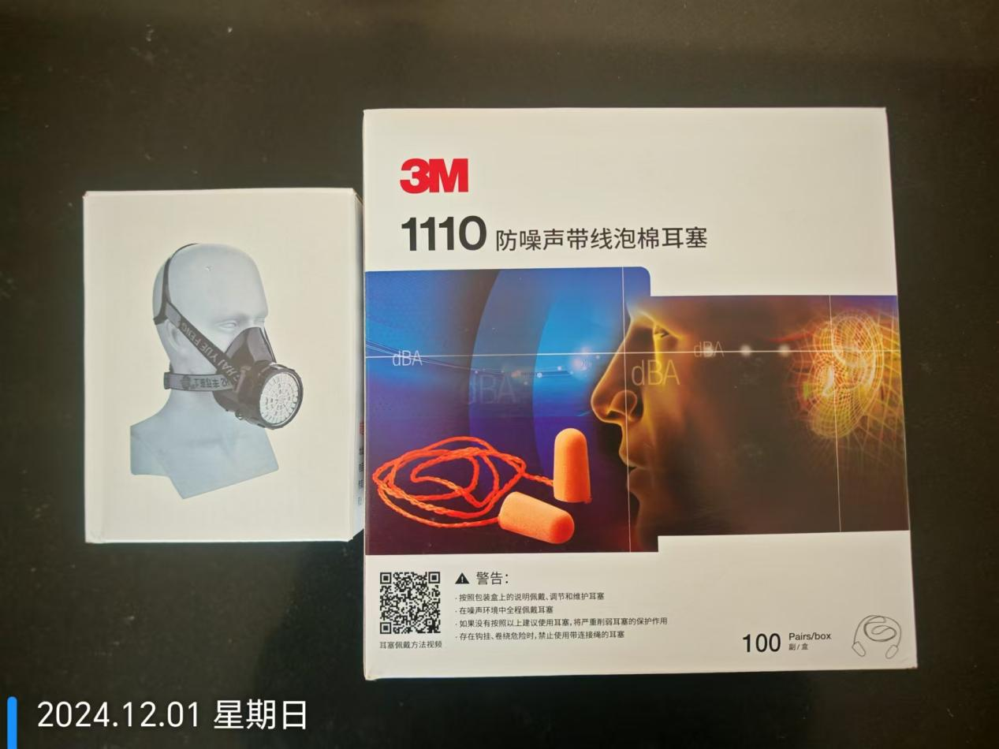 3M
1110 防噪声带线泡棉耳塞
dBA
dBA
dBA
dBA
警告：
· 按照包装盒上的说明佩戴、调节和维护耳塞
· 在噪声环境中全程佩戴耳塞
· 如果没有按照以上建议使用耳塞，将严重削弱耳塞的保护作用
· 存在钩挂、卷绕危险时，禁止使用带连接绳的耳塞
耳塞佩戴方法视频
100 Pairs/box
副/盒
2024.12.01 星期日